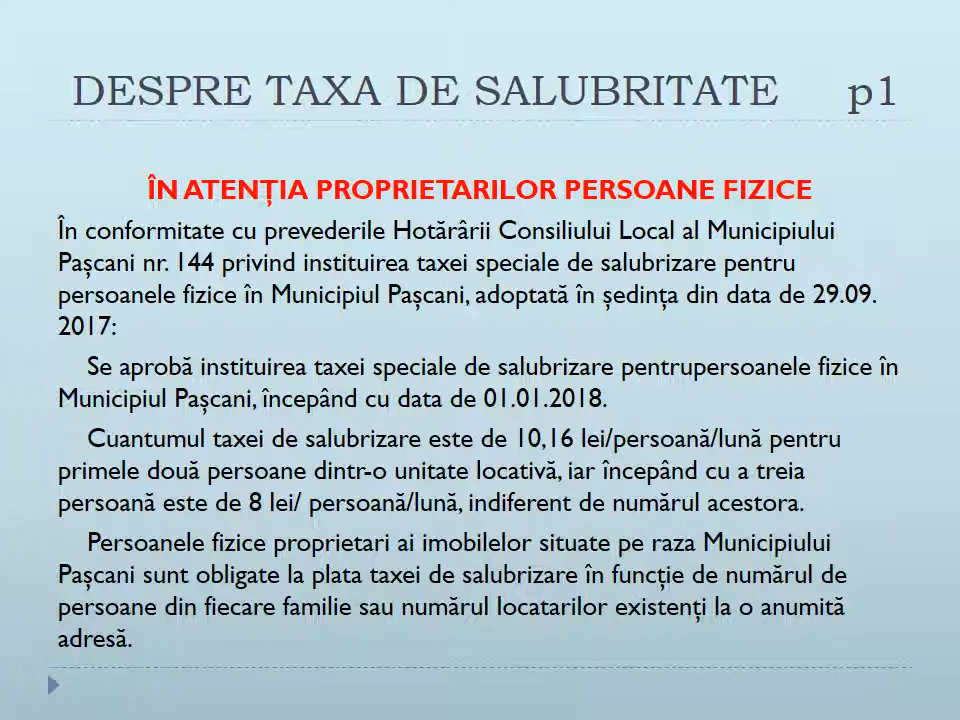 DESPRE TAXA DE SALUBRITATE p1
ÎN ATENȚIA PROPRIETARILOR PERSOANE FIZICE
În conformitate cu prevederile Hotărârii Consiliului Local al Municipiului
Pașcani nr. 144 privind instituirea taxei speciale de salubrizare pentru
persoanele fizice în Municipiul Pașcani, adoptată în ședința din data de 29.09.
2017:
Se aprobă instituirea taxei speciale de salubrizare pentrupersoanele fizice în
Municipiul Pașcani, începând cu data de 01.01.2018.
Cuantumul taxei de salubrizare este de 10,16 lei/persoană/lună pentru
primele două persoane dintr-o unitate locativă, iar începând cu a treia
persoană este de 8 lei/ persoană/lună, indiferent de numărul acestora.
Persoanele fizice proprietari ai imobilelor situate pe raza Municipiului
Pașcani sunt obligate la plata taxei de salubrizare în funcție de numărul de
persoane din fiecare familie sau numărul locatarilor existenți la o anumită
adresă.